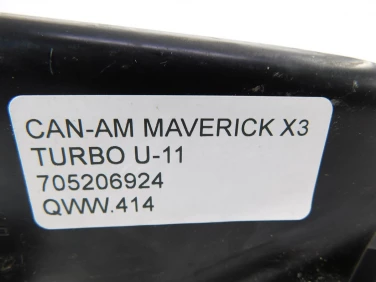 CAN-AM MAVERICK X3
TURBO U-11
705206924
QWW.414